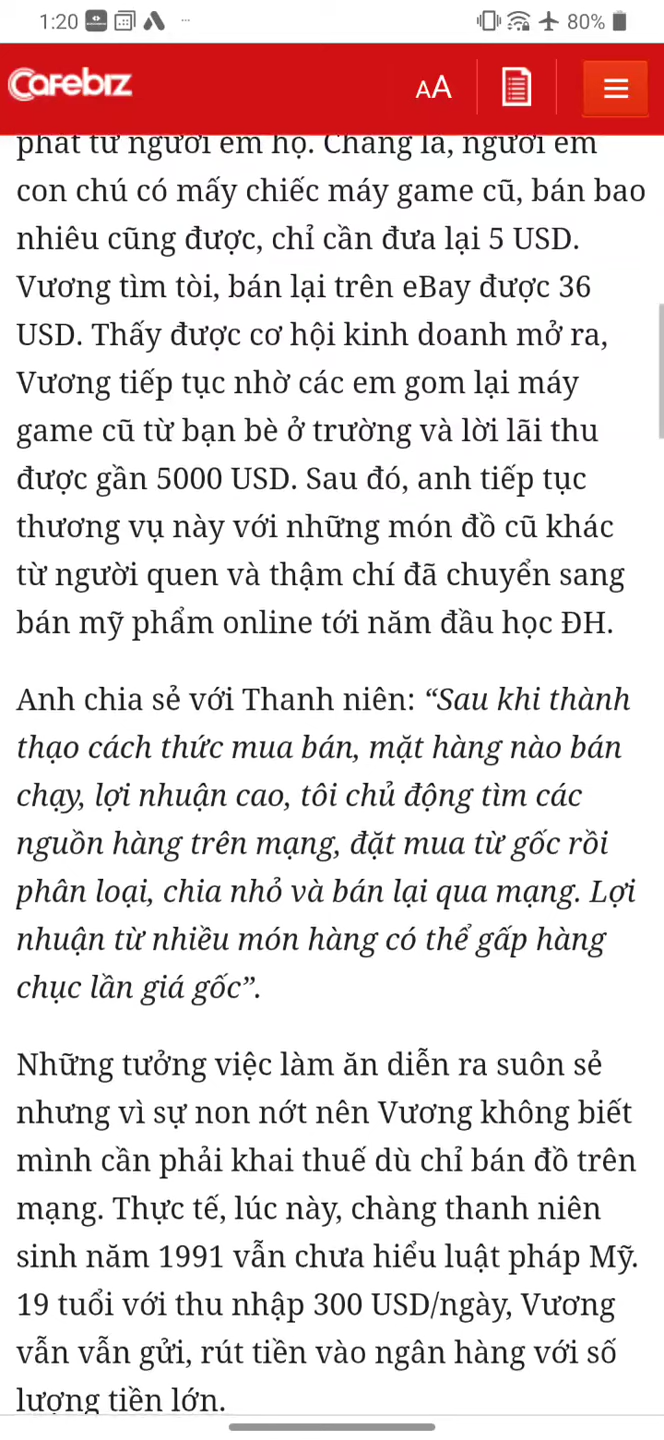 1:20
80%
CafeBiz
AA
phát từ người em họ. Chẳng là, người em
con chú có mấy chiếc máy game cũ, bán bao
nhiêu cũng được, chỉ cần đưa lại 5 USD.
Vương tìm tòi, bán lại trên eBay được 36
USD. Thấy được cơ hội kinh doanh mở ra,
Vương tiếp tục nhờ các em gom lại máy
game cũ từ bạn bè ở trường và lời lãi thu
được gần 5000 USD. Sau đó, anh tiếp tục
thương vụ này với những món đồ cũ khác
từ người quen và thậm chí đã chuyển sang
bán mỹ phẩm online tới năm đầu học ĐH.
Anh chia sẻ với Thanh niên: “Sau khi thành
thạo cách thức mua bán, mặt hàng nào bán
chạy, lợi nhuận cao, tôi chủ động tìm các
nguồn hàng trên mạng, đặt mua từ gốc rồi
phân loại, chia nhỏ và bán lại qua mạng. Lợi
nhuận từ nhiều món hàng có thể gấp hàng
chục lần giá gốc”.
Những tưởng việc làm ăn diễn ra suôn sẻ
nhưng vì sự non nớt nên Vương không biết
mình cần phải khai thuế dù chỉ bán đồ trên
mạng. Thực tế, lúc này, chàng thanh niên
sinh năm 1991 vẫn chưa hiểu luật pháp Mỹ.
19 tuổi với thu nhập 300 USD/ngày, Vương
vẫn vẫn gửi, rút tiền vào ngân hàng với số
lượng tiền lớn.